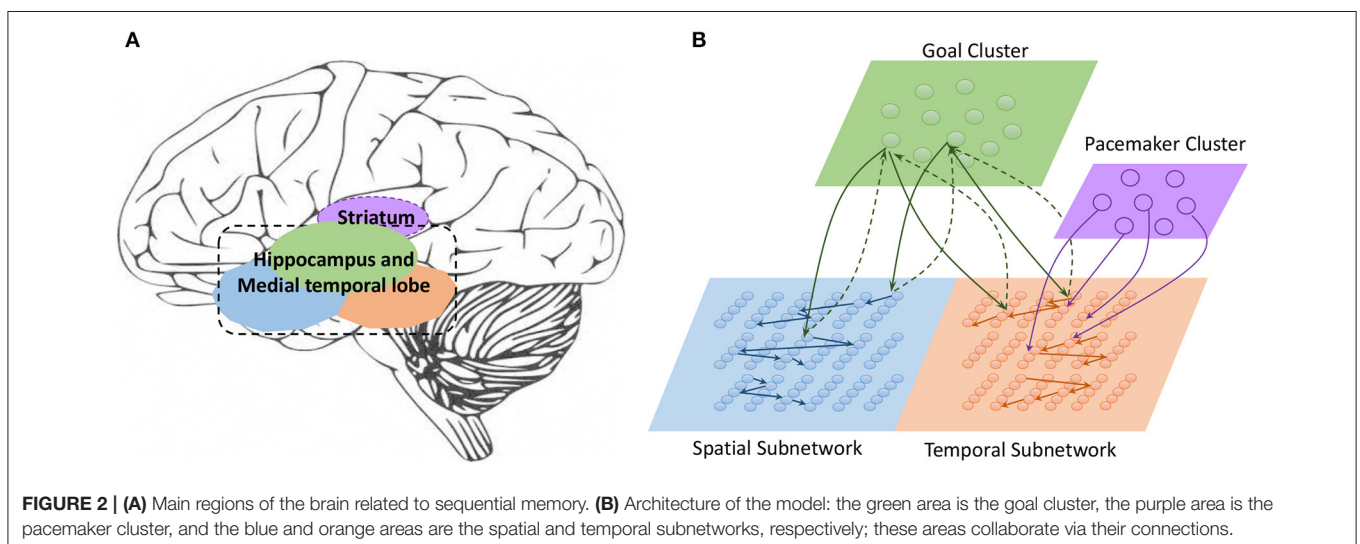 A
Striatum
Hippocampus and
Medial temporal lobe
B
Goal Cluster
Pacemaker Cluster
Spatial Subnetwork
Temporal Subnetwork
FIGURE 2 | (A) Main regions of the brain related to sequential memory. (B) Architecture of the model: the green area is the goal cluster, the purple area is the
pacemaker cluster, and the blue and orange areas are the spatial and temporal subnetworks, respectively; these areas collaborate via their connections.